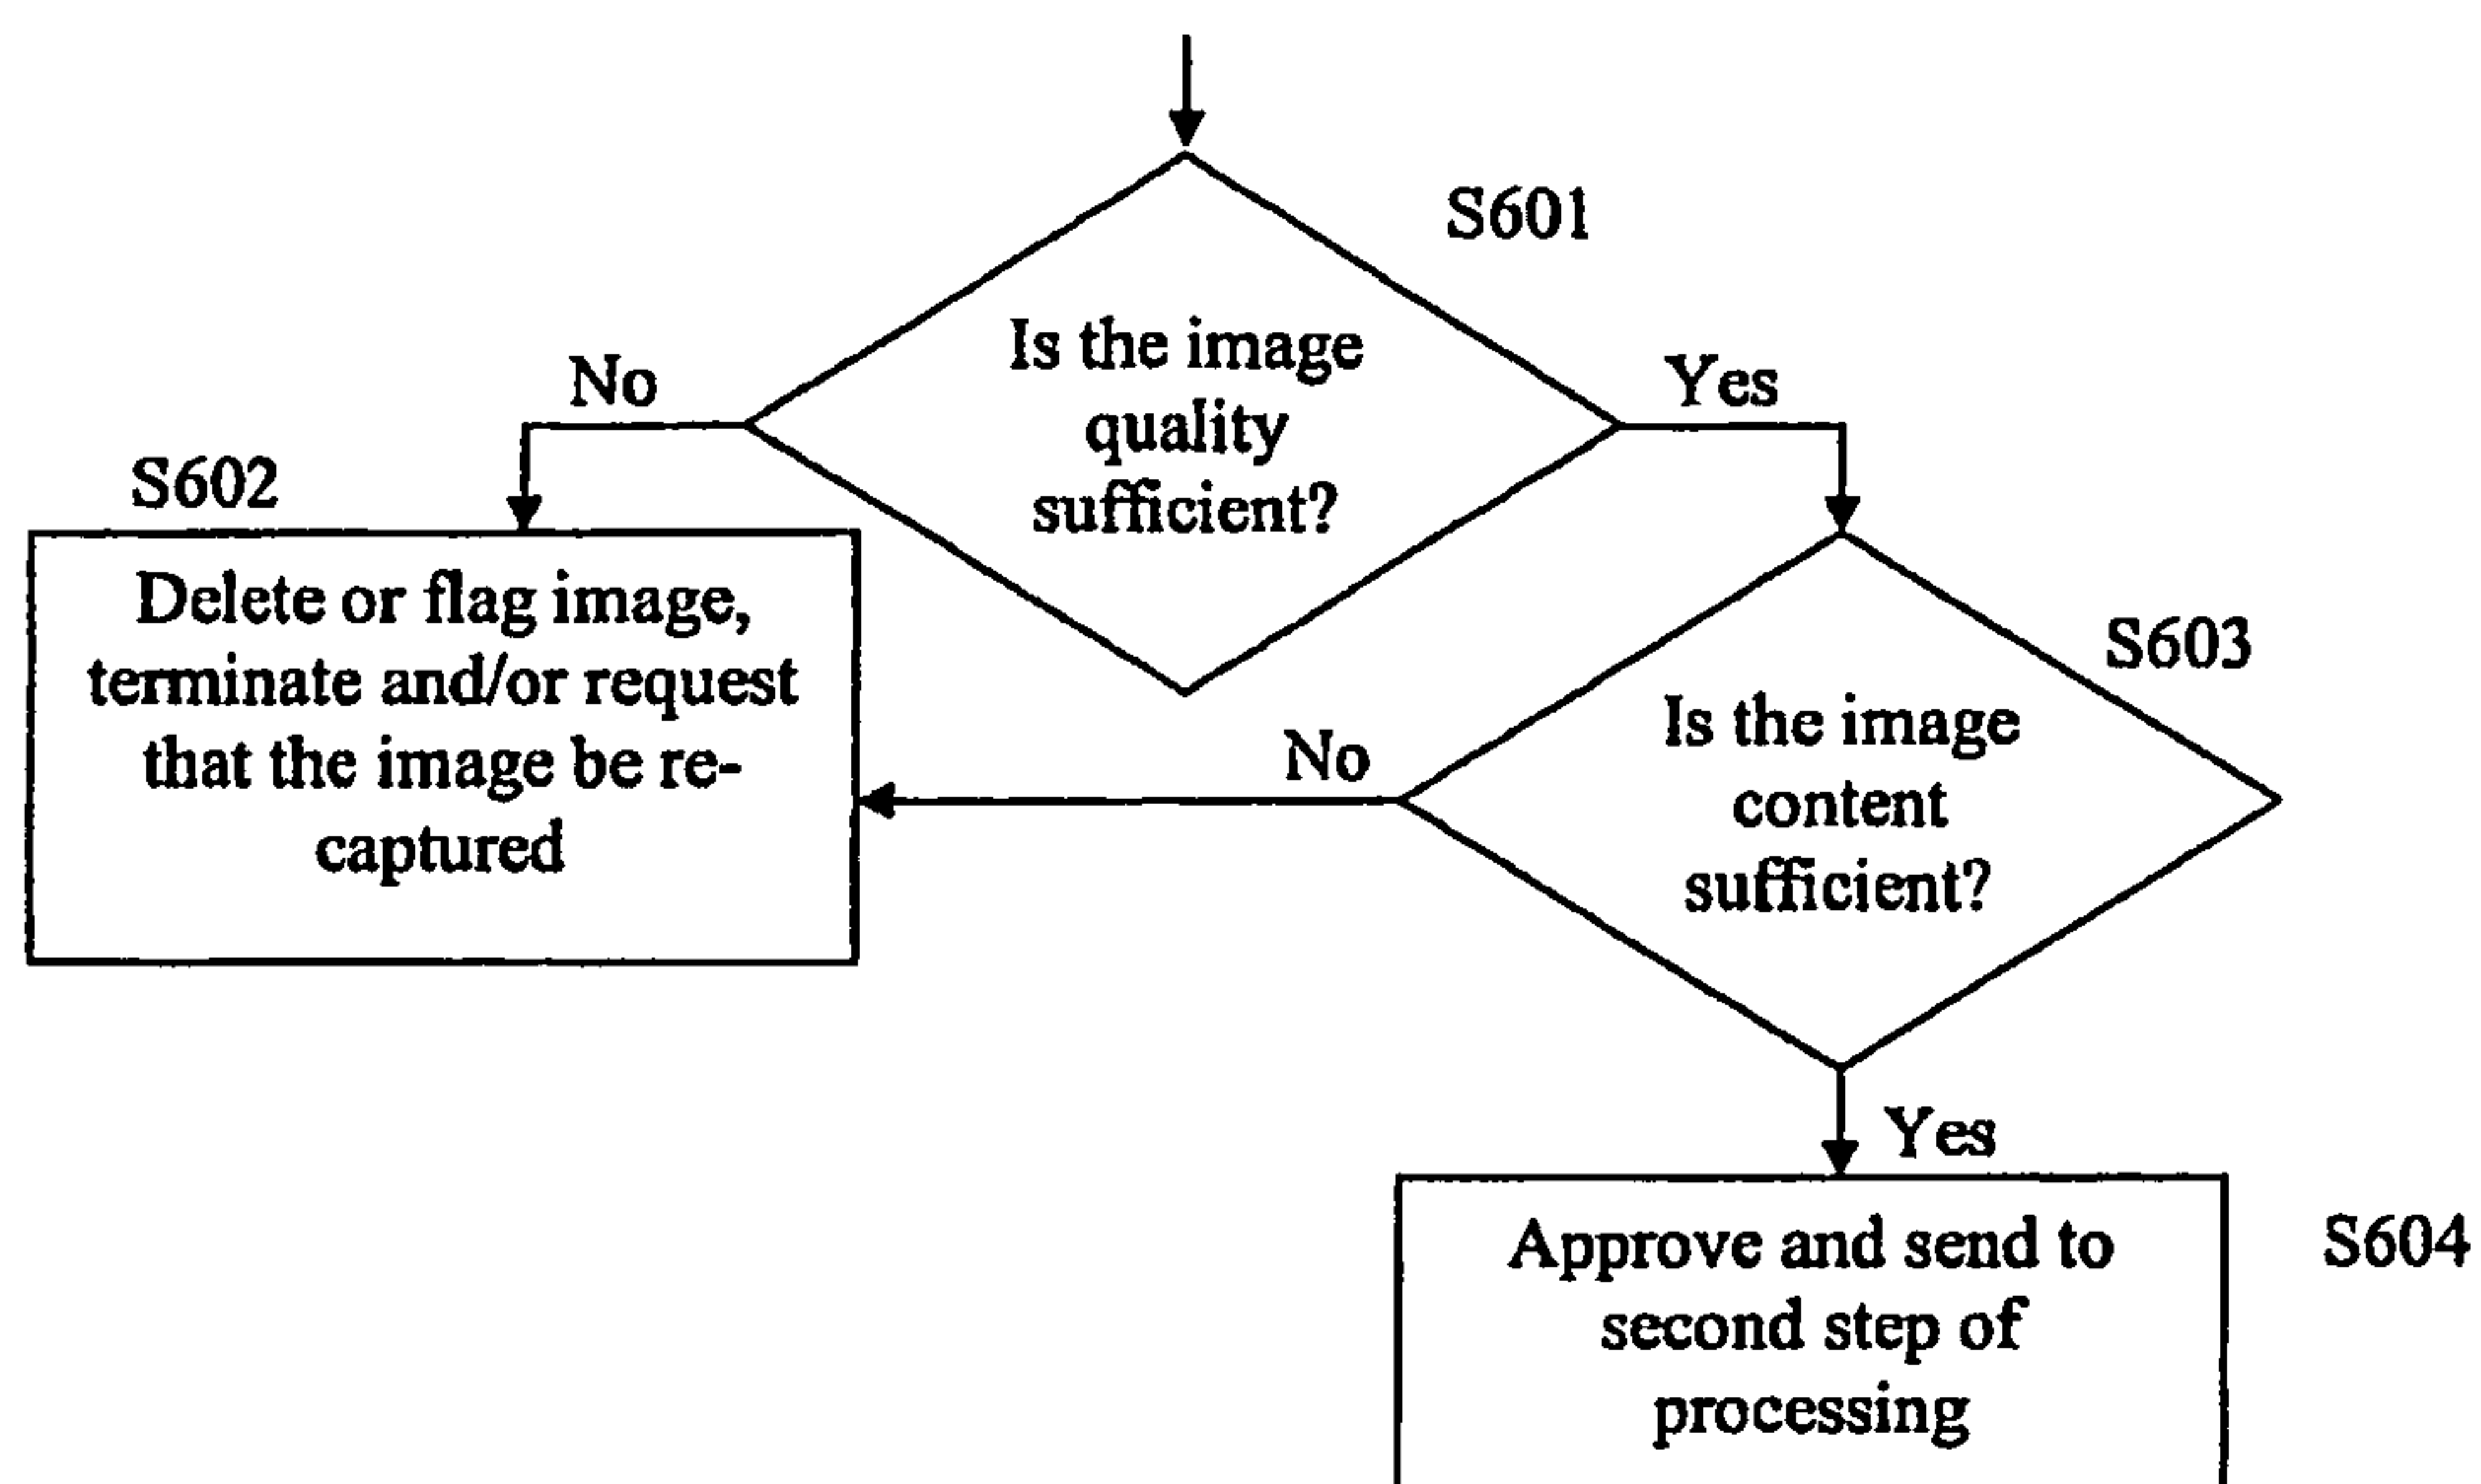 S601
Is the image
quality
sufficient?
No
Yes
S602
Delete or flag image,
terminate and/or request
that the image be re-
captured
S603
Is the image
content
sufficient?
No
Yes
Approve and send to
second step of
processing
S604